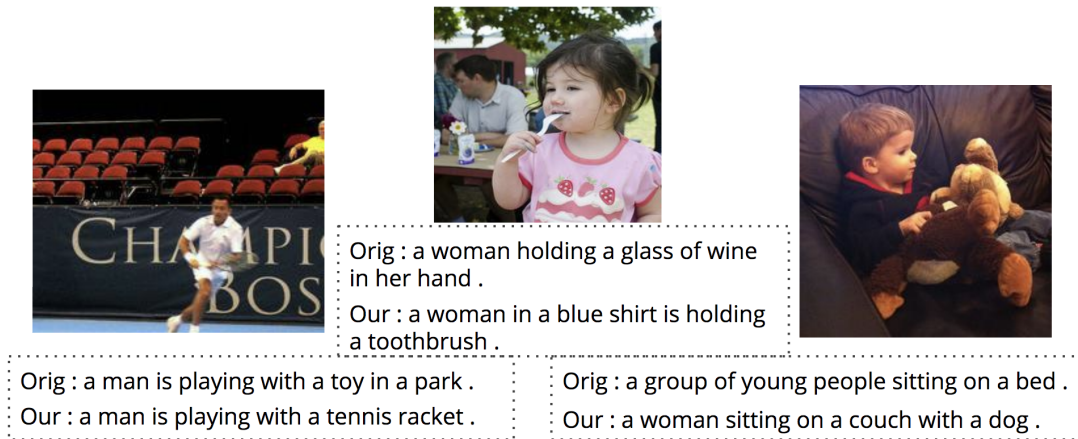 CHAMPIO
BOS
Orig : a woman holding a glass of wine
in her hand .
Our : a woman in a blue shirt is holding
a toothbrush .
Orig : a man is playing with a toy in a park .
Our : a man is playing with a tennis racket .
Orig : a group of young people sitting on a bed .
Our : a woman sitting on a couch with a dog .